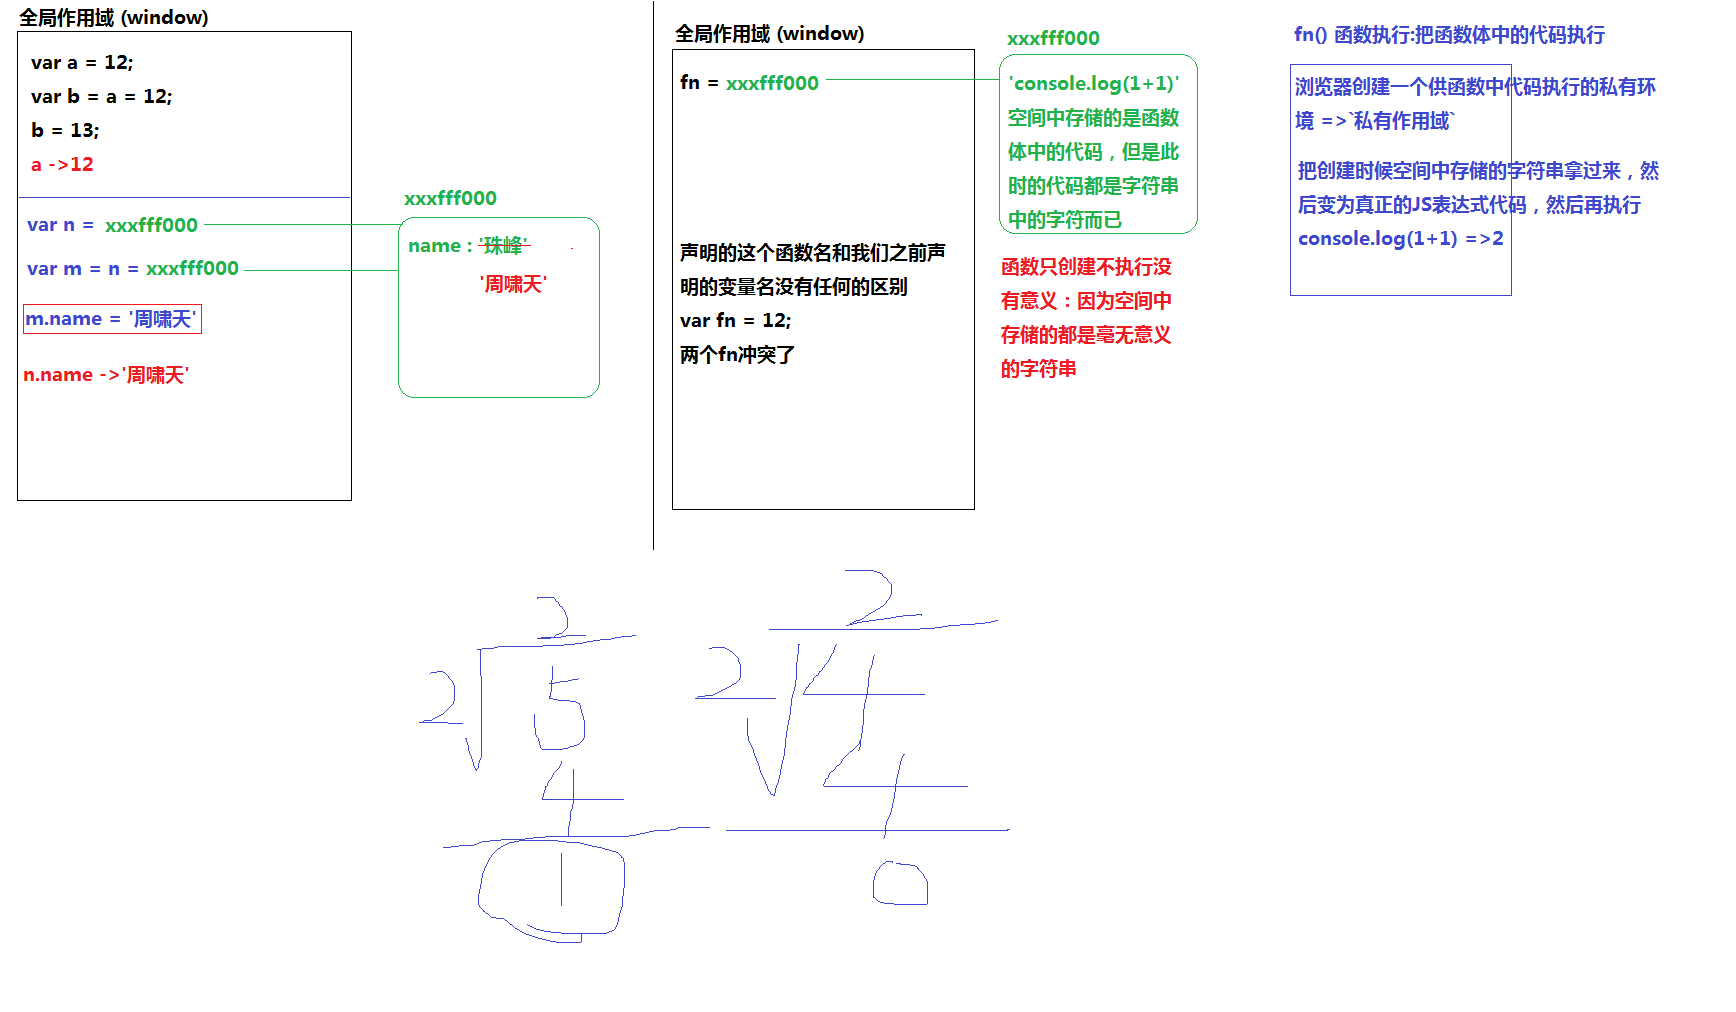 全局作用域 (window)
var a = 12;
var b = a = 12;
b = 13;
a ->12
var n = xxxfff000
var m = n = xxxfff000
m.name = '周啸天'
n.name ->'周啸天'
xxxfff000
name : '珠峰'
'周啸天'
全局作用域 (window)
fn = xxxfff000
声明的这个函数名和我们之前声
明的变量名没有任何的区别
var fn = 12;
两个fn冲突了
xxxfff000
'console.log(1+1)'
空间中存储的是函数
体中的代码，但是此
时的代码都是字符串
中的字符而已
函数只创建不执行没
有意义：因为空间中
存储的都是毫无意义
的字符串
fn() 函数执行:把函数体中的代码执行
浏览器创建一个供函数中代码执行的私有环
境 =>`私有作用域`
把创建时候空间中存储的字符串拿过来，然
后变为真正的JS表达式代码，然后再执行
console.log(1+1) =>2
2
2 5
4
1
2
2 4
4
0